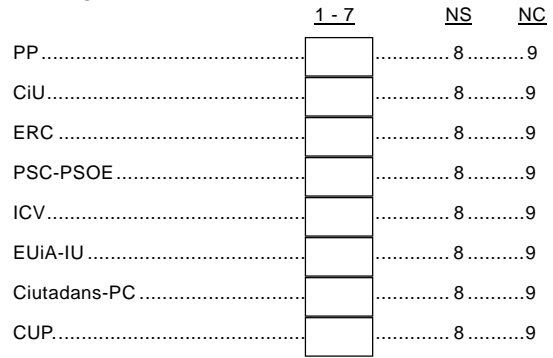 1 - 7 NS NC
PP ............................................. ............. 8 ..........9
CiU ............................................. ............. 8 ..........9
ERC ............................................. ............. 8 ..........9
PSC-PSOE ................................... ............. 8 ..........9
ICV ............................................. ............. 8 ..........9
EUiA-IU ....................................... ............. 8 ..........9
Ciutadans-PC .............................. ............. 8 ..........9
CUP ............................................. ............. 8 ..........9